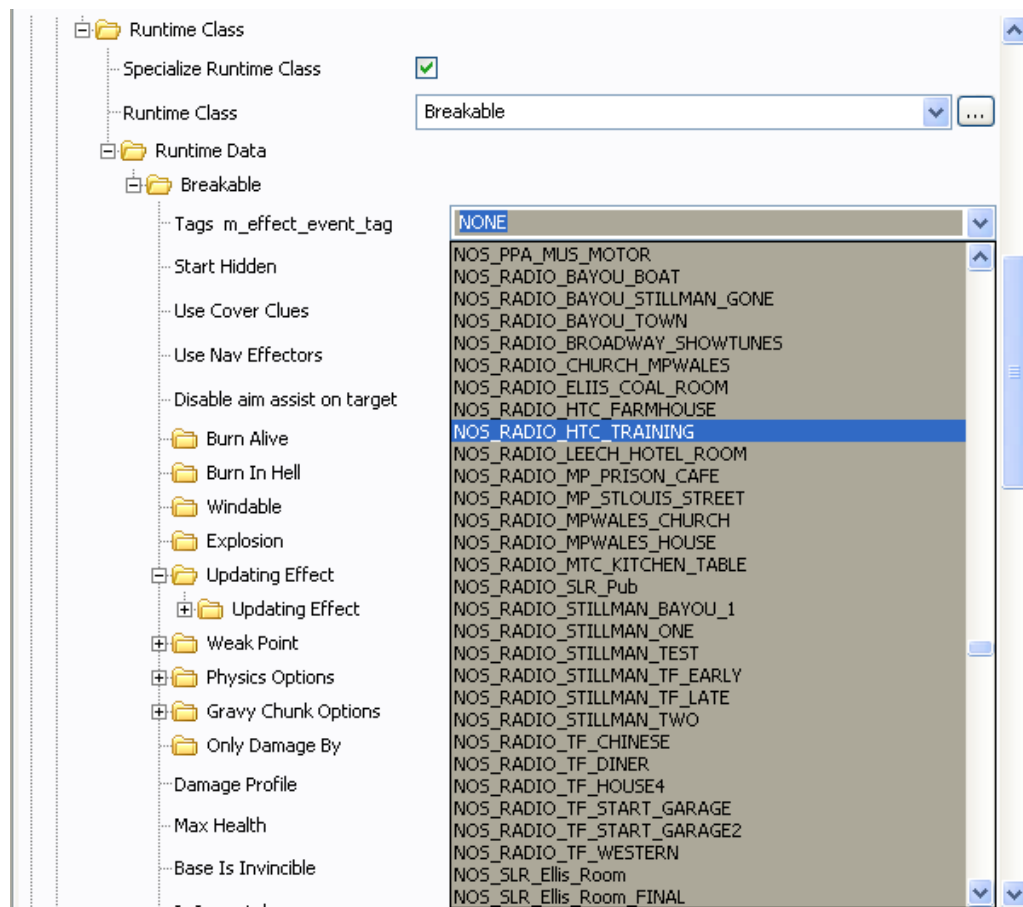 Runtime Class
Specialize Runtime Class
Runtime Class Breakable ...
Runtime Data
Breakable
Tags m_effect_event_tag NONE
Start Hidden
Use Cover Clues
Use Nav Effectors
Disable aim assist on target
Burn Alive
Burn In Hell
Windable
Explosion
Updating Effect
Updating Effect
Weak Point
Physics Options
Gravy Chunk Options
Only Damage By
Damage Profile
Max Health
Base Is Invincible
NOS_PPA_MUS_MOTOR
NOS_RADIO_BAYOU_BOAT
NOS_RADIO_BAYOU_STILLMAN_GONE
NOS_RADIO_BAYOU_TOWN
NOS_RADIO_BROADWAY_SHOWTUNES
NOS_RADIO_CHURCH_MPWALES
NOS_RADIO_ELIIS_COAL_ROOM
NOS_RADIO_HTC_FARMHOUSE
NOS_RADIO_HTC_TRAINING
NOS_RADIO_LEECH_HOTEL_ROOM
NOS_RADIO_MP_PRISON_CAFE
NOS_RADIO_MP_STLOUIS_STREET
NOS_RADIO_MPWALES_CHURCH
NOS_RADIO_MPWALES_HOUSE
NOS_RADIO_MTC_KITCHEN_TABLE
NOS_RADIO_SLR_Pub
NOS_RADIO_STILLMAN_BAYOU_1
NOS_RADIO_STILLMAN_ONE
NOS_RADIO_STILLMAN_TEST
NOS_RADIO_STILLMAN_TF_EARLY
NOS_RADIO_STILLMAN_TF_LATE
NOS_RADIO_STILLMAN_TWO
NOS_RADIO_TF_CHINESE
NOS_RADIO_TF_DINER
NOS_RADIO_TF_HOUSE4
NOS_RADIO_TF_START_GARAGE
NOS_RADIO_TF_START_GARAGE2
NOS_RADIO_TF_WESTERN
NOS_SLR_Ellis_Room
NOS_SLR_Ellis_Room_FINAL